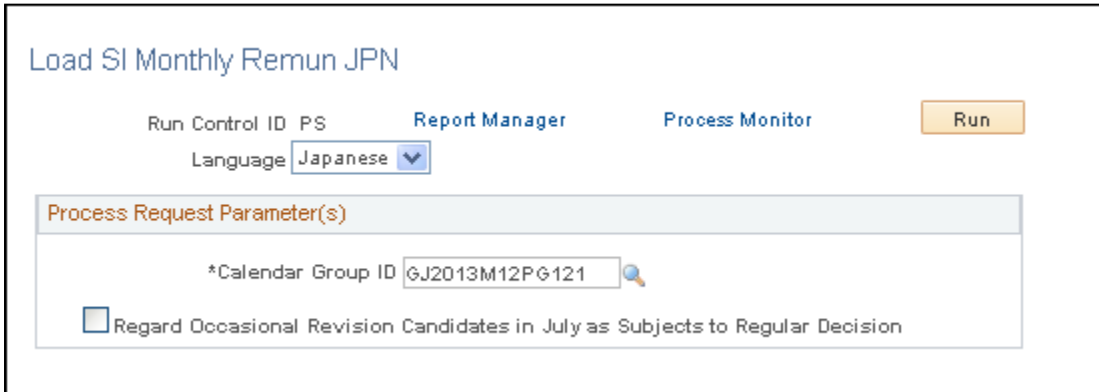 Load SI Monthly Remun JPN
Run Control ID PS Report Manager Process Monitor Run
Language Japanese
Process Request Parameter(s)
*Calendar Group ID GJ2013M12PG121
Regard Occasional Revision Candidates in July as Subjects to Regular Decision